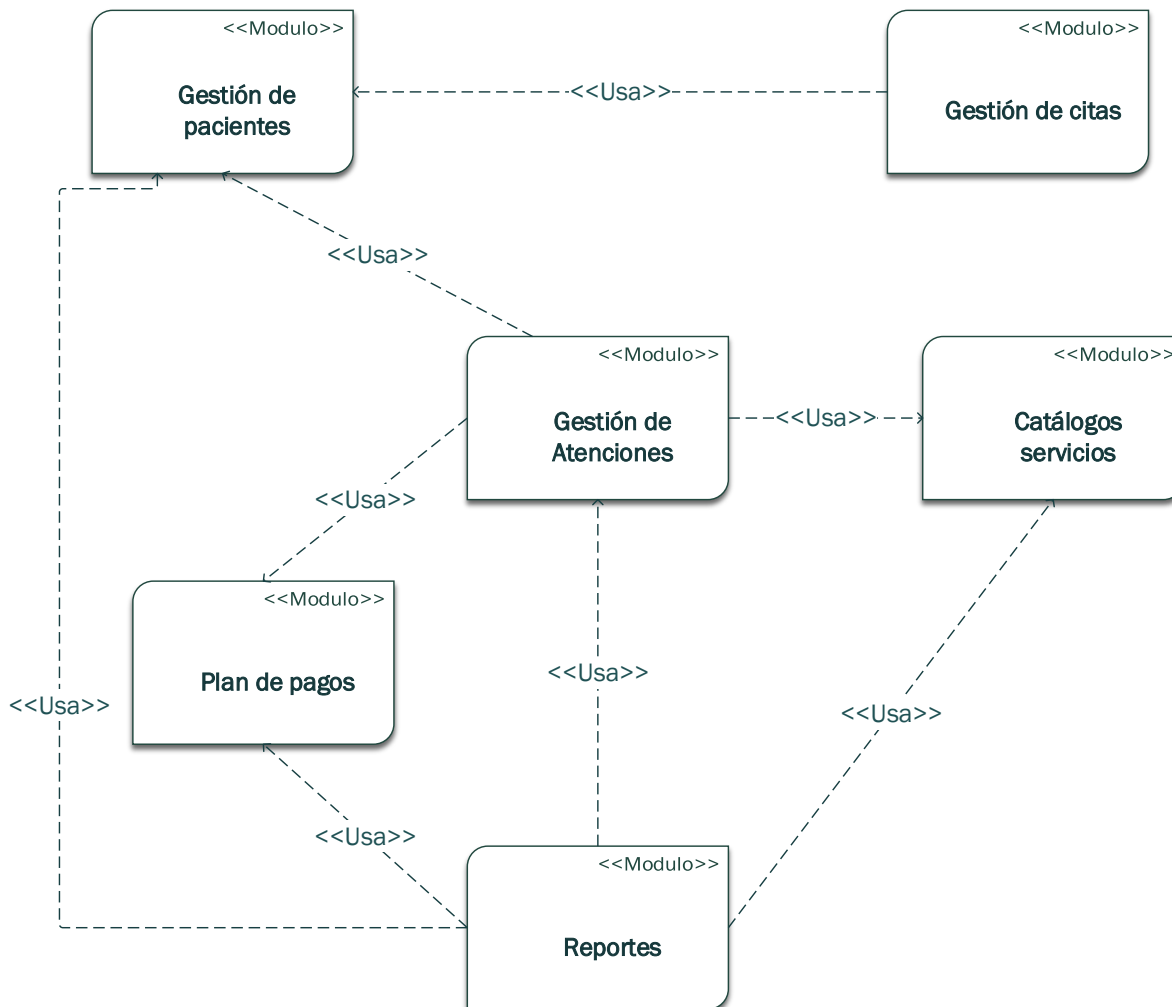 <<Modulo>>
Gestión de
pacientes
<<Usa>>
<<Modulo>>
Gestión de citas
<<Usa>>
<<Modulo>>
Gestión de
Atenciones
<<Usa>>
<<Modulo>>
Catálogos
servicios
<<Usa>>
<<Modulo>>
Plan de pagos
<<Usa>>
<<Usa>>
<<Usa>>
<<Usa>>
<<Modulo>>
Reportes